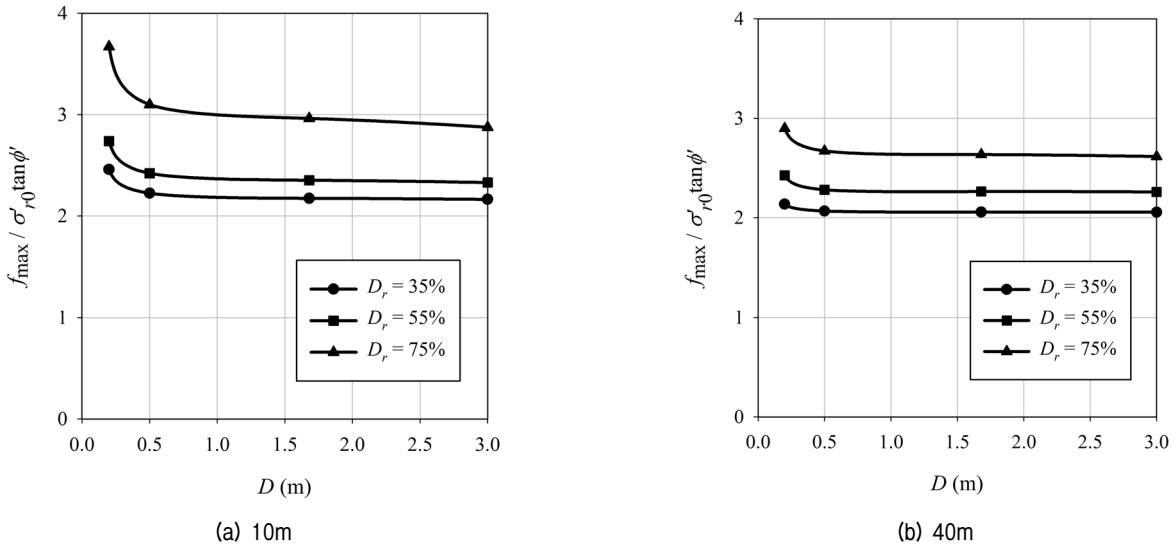 4
3
2
1
0
f_max / σ'_r0 tanϕ'
D_r = 35%
D_r = 55%
D_r = 75%
0.0 0.5 1.0 1.5 2.0 2.5 3.0
D (m)
(a) 10m
4
3
2
1
0
f_max / σ'_r0 tanϕ'
D_r = 35%
D_r = 55%
D_r = 75%
0.0 0.5 1.0 1.5 2.0 2.5 3.0
D (m)
(b) 40m